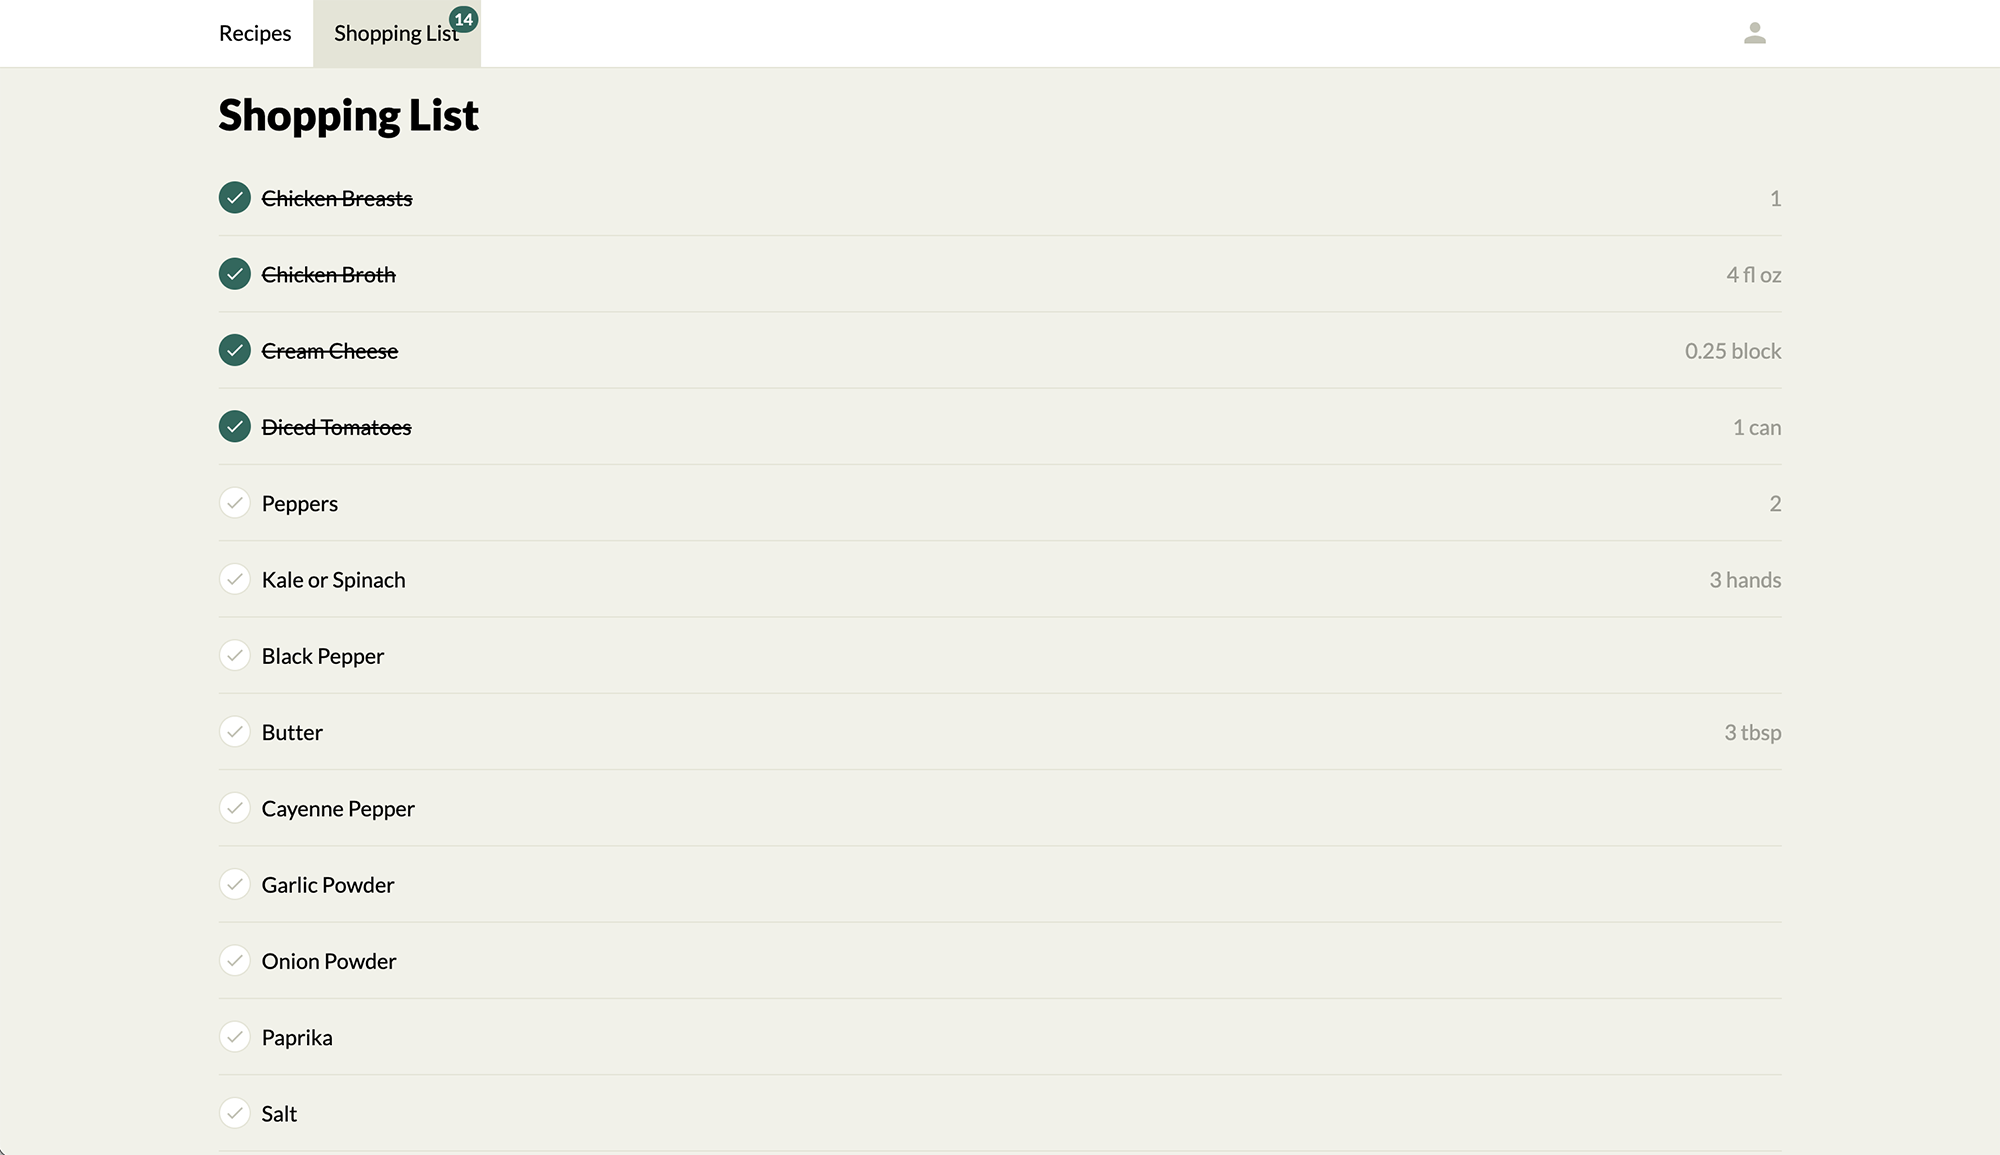 Recipes
Shopping List
14
Shopping List
Chicken Breasts 1
Chicken Broth 4 fl oz
Cream Cheese 0.25 block
Diced Tomatoes 1 can
Peppers 2
Kale or Spinach 3 hands
Black Pepper
Butter 3 tbsp
Cayenne Pepper
Garlic Powder
Onion Powder
Paprika
Salt